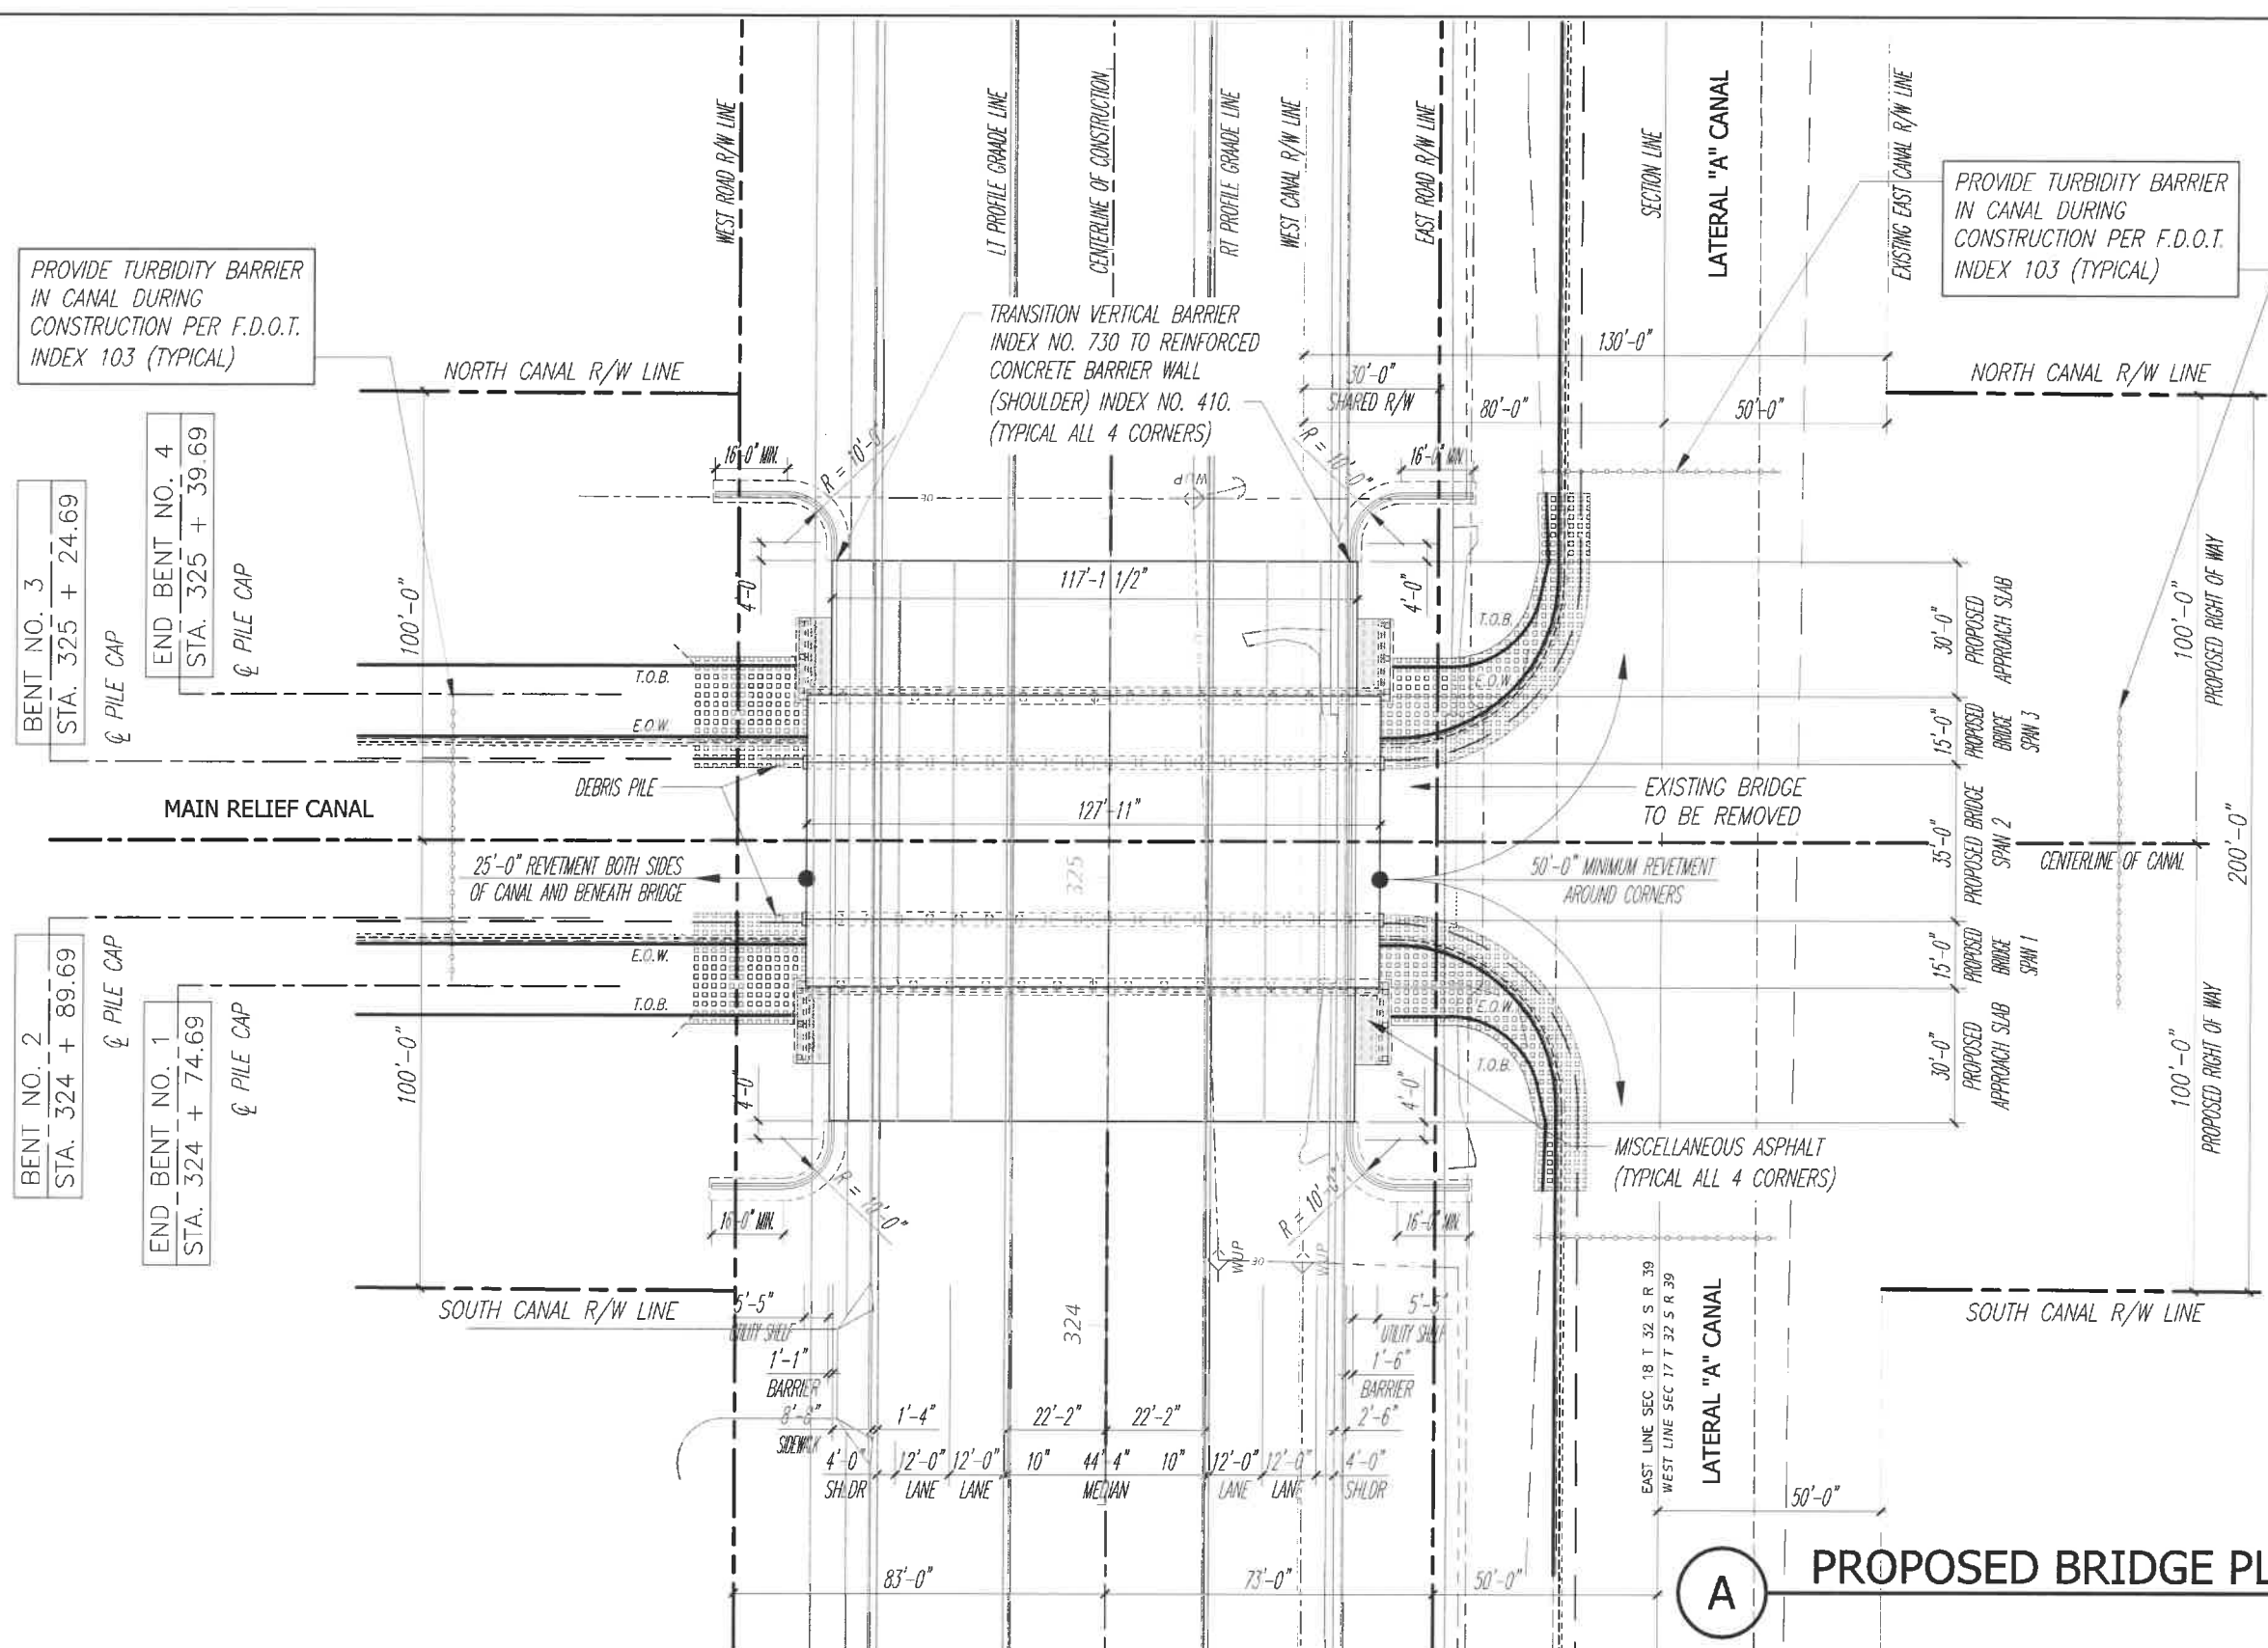 WEST ROAD R/W LINE
LT PROFILE GRAADE LINE
CENTERLINE OF CONSTRUCTION
RT PROFILE GRAADE LINE
WEST CANAL R/W LINE
EAST ROAD R/W LINE
SECTION LINE
LATERAL "A" CANAL
EXISTING EAST CANAL R/W LINE
PROVIDE TURBIDITY BARRIER
IN CANAL DURING
CONSTRUCTION PER F.D.O.T.
INDEX 103 (TYPICAL)
PROVIDE TURBIDITY BARRIER
IN CANAL DURING
CONSTRUCTION PER F.D.O.T.
INDEX 103 (TYPICAL)
TRANSITION VERTICAL BARRIER
INDEX NO. 730 TO REINFORCED
CONCRETE BARRIER WALL
(SHOULDER) INDEX NO. 410.
(TYPICAL ALL 4 CORNERS)
NORTH CANAL R/W LINE
130'-0"
30'-0"
SHARED R/W
80'-0"
50'-0"
NORTH CANAL R/W LINE
BENT NO. 3
STA. 325 + 24.69
℄ PILE CAP
END BENT NO. 4
STA. 325 + 39.69
℄ PILE CAP
100'-0"
16'-0" MIN.
R = 10'-0"
30
WUP
R = 10'-0"
16'-0" MIN.
4'-0"
117'-1 1/2"
4'-0"
T.O.B.
E.O.W.
T.O.B.
E.O.W.
30'-0"
PROPOSED
APPROACH SLAB
15'-0"
PROPOSED
BRIDGE
SPAN 3
35'-0"
PROPOSED BRIDGE
SPAN 2
15'-0"
PROPOSED
BRIDGE
SPAN 1
30'-0"
PROPOSED
APPROACH SLAB
100'-0"
PROPOSED RIGHT OF WAY
200'-0"
100'-0"
PROPOSED RIGHT OF WAY
DEBRIS PILE
MAIN RELIEF CANAL
127'-11"
EXISTING BRIDGE
TO BE REMOVED
CENTERLINE OF CANAL
25'-0" REVETMENT BOTH SIDES
OF CANAL AND BENEATH BRIDGE
325
50'-0" MINIMUM REVETMENT
AROUND CORNERS
BENT NO. 2
STA. 324 + 89.69
℄ PILE CAP
END BENT NO. 1
STA. 324 + 74.69
℄ PILE CAP
100'-0"
E.O.W.
T.O.B.
E.O.W.
T.O.B.
4'-0"
4'-0"
MISCELLANEOUS ASPHALT
(TYPICAL ALL 4 CORNERS)
16'-0" MIN.
R = 10'-0"
R = 10'-0"
16'-0" MIN.
WUP
30
WUP
SOUTH CANAL R/W LINE
SOUTH CANAL R/W LINE
324
5'-5"
UTILITY SHELF
1'-1"
BARRIER
SIDEWALK
1'-4"
22'-2"
22'-2"
5'-5"
UTILITY SHELF
1'-6"
BARRIER
2'-6"
4'-0"
SHLDR
12'-0"
LANE
12'-0"
LANE
10"
44'-4"
MEDIAN
10"
12'-0"
LANE
12'-0"
LANE
4'-0"
SHLDR
EAST LINE SEC 18 T 32 S R 39
WEST LINE SEC 17 T 32 S R 39
LATERAL "A" CANAL
50'-0"
83'-0"
73'-0"
50'-0"
A
PROPOSED BRIDGE PL